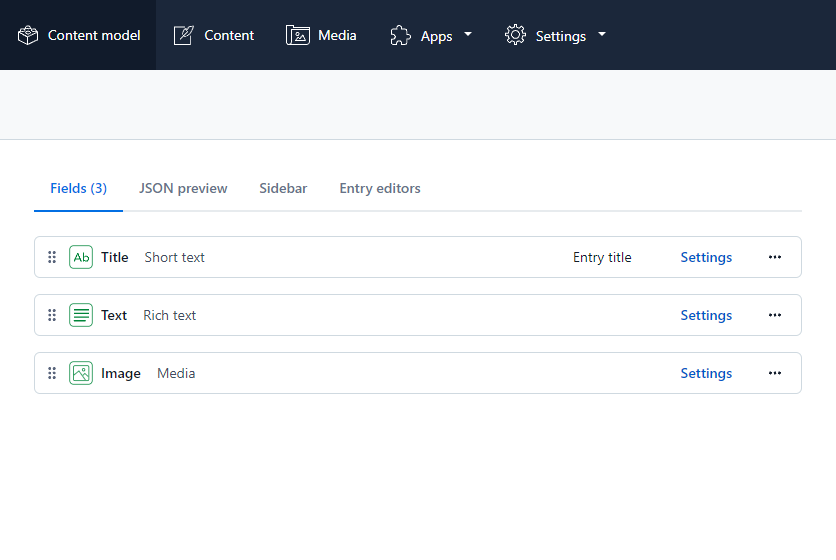 Content model Content Media Apps Settings
Fields (3) JSON preview Sidebar Entry editors
Ab Title Short text Entry title Settings
Text Rich text Settings
Image Media Settings